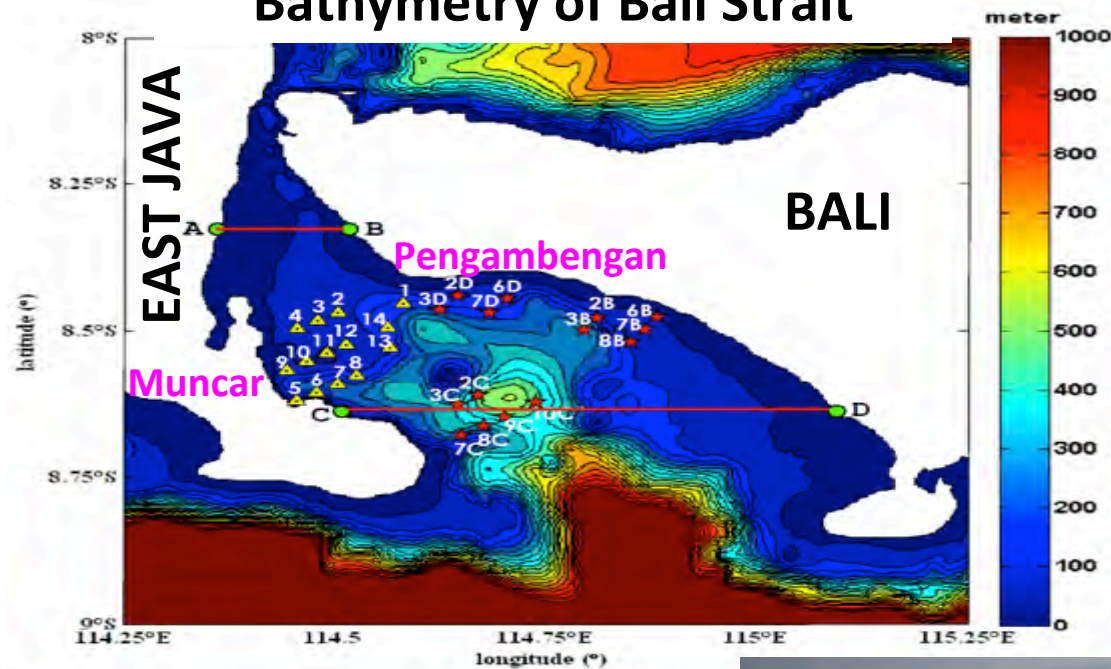 Bathymetry of Bali Strait
meter
8°S
1000
EAST JAVA
900
800
8.25°S
BALI
700
A
B
Pengambengan
600
2D
6D
1
3D
7D
2B
6B
2
3
4
14
3B
7B
8.5°S
500
12
13
8B
11
10
9
8
7
400
Muncar
6
5
2C
3C
C
10C
D
9C
8C
7C
300
8.75°S
200
100
9°S
0
114.25°E
114.5
114.75°E
115°E
115.25°E
latitude (°)
longitude (°)